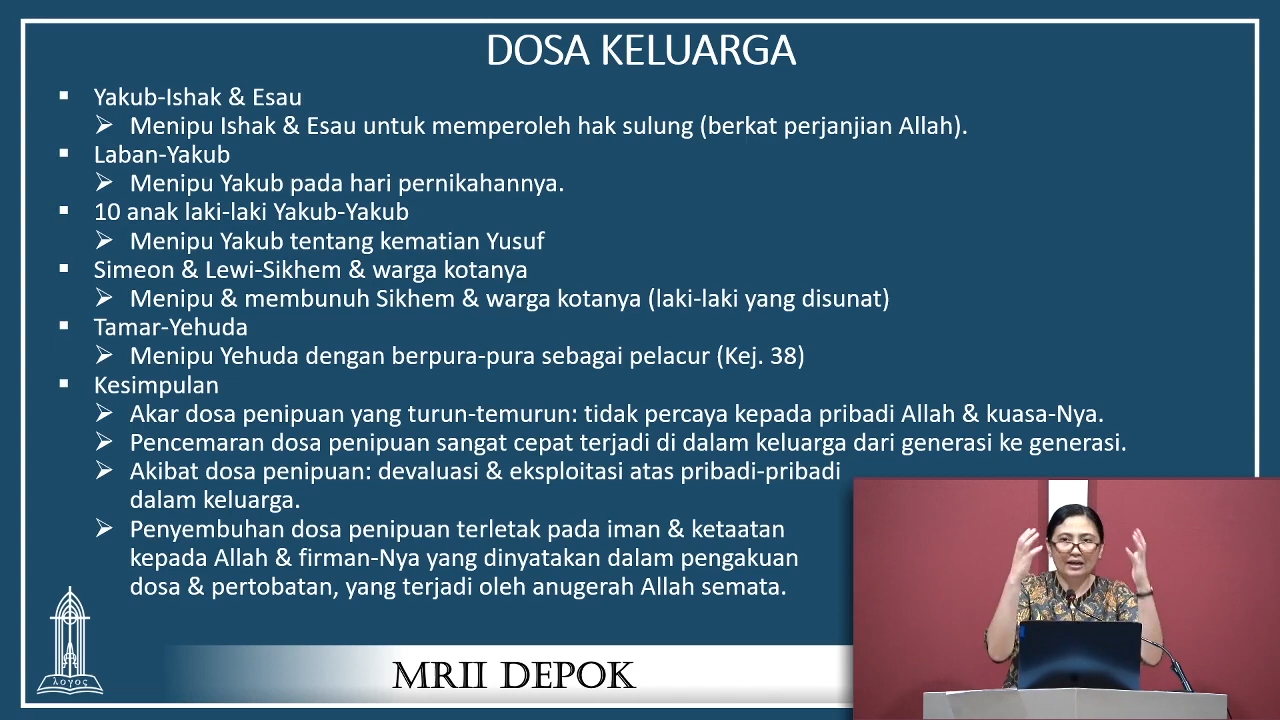 DOSA KELUARGA
▪ Yakub-Ishak & Esau
➢ Menipu Ishak & Esau untuk memperoleh hak sulung (berkat perjanjian Allah).
▪ Laban-Yakub
➢ Menipu Yakub pada hari pernikahannya.
▪ 10 anak laki-laki Yakub-Yakub
➢ Menipu Yakub tentang kematian Yusuf
▪ Simeon & Lewi-Sikhem & warga kotanya
➢ Menipu & membunuh Sikhem & warga kotanya (laki-laki yang disunat)
▪ Tamar-Yehuda
➢ Menipu Yehuda dengan berpura-pura sebagai pelacur (Kej. 38)
▪ Kesimpulan
➢ Akar dosa penipuan yang turun-temurun: tidak percaya kepada pribadi Allah & kuasa-Nya.
➢ Pencemaran dosa penipuan sangat cepat terjadi di dalam keluarga dari generasi ke generasi.
➢ Akibat dosa penipuan: devaluasi & eksploitasi atas pribadi-pribadi
dalam keluarga.
➢ Penyembuhan dosa penipuan terletak pada iman & ketaatan
kepada Allah & firman-Nya yang dinyatakan dalam pengakuan
dosa & pertobatan, yang terjadi oleh anugerah Allah semata.
λογος
MRII DEPOK